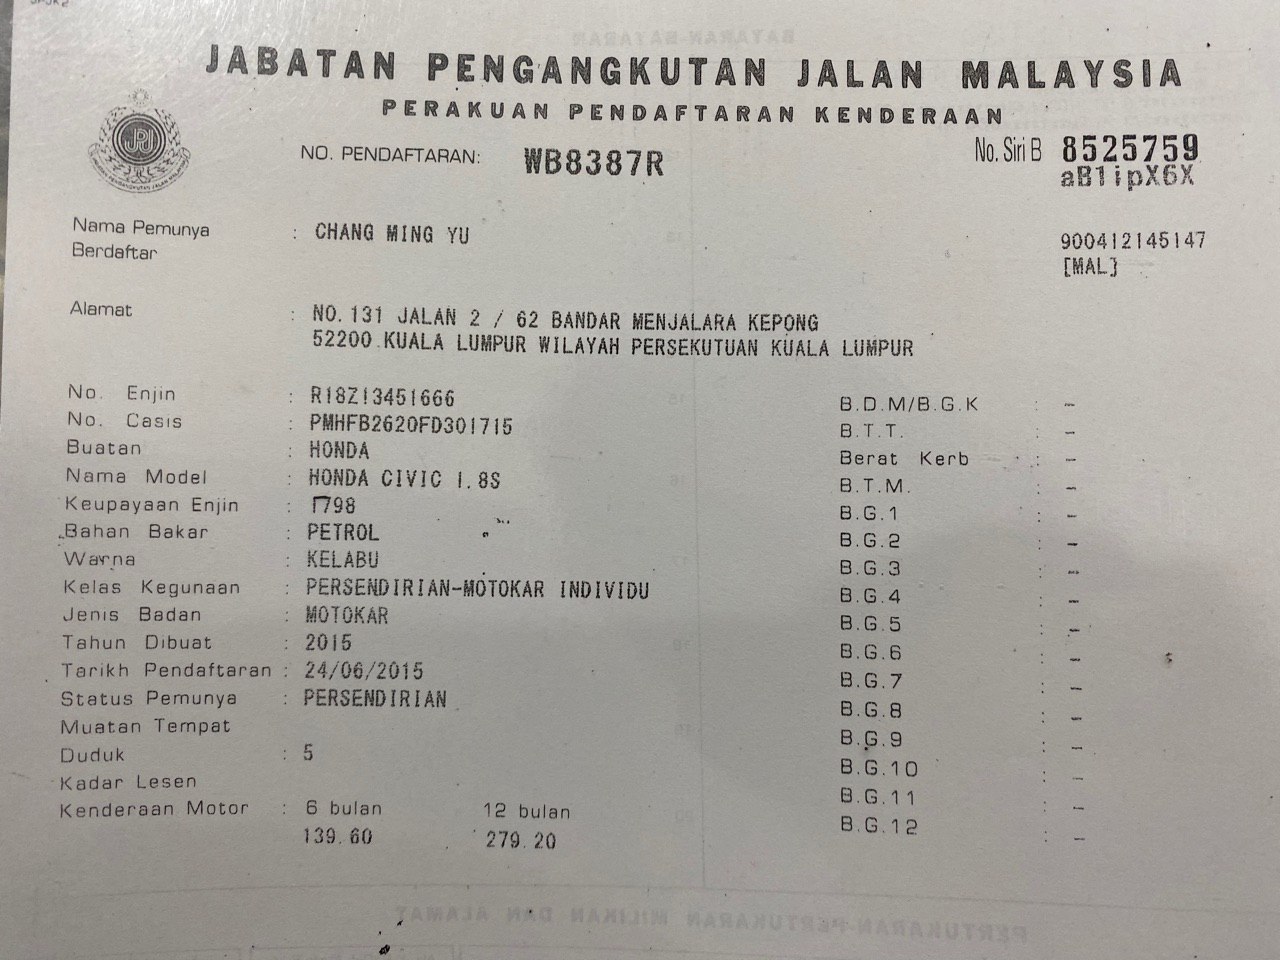 JABATAN PENGANGKUTAN JALAN MALAYSIA
PERAKUAN PENDAFTARAN KENDERAAN
NO. PENDAFTARAN: WB8387R
No. Siri B 8525759
aB1ipX6X
Nama Pemunya Berdaftar : CHANG MING YU
900412145147
[MAL]
Alamat : NO. 131 JALAN 2 / 62 BANDAR MENJALARA KEPONG
52200 KUALA LUMPUR WILAYAH PERSEKUTUAN KUALA LUMPUR
No. Enjin : R18Z13451666
No. Casis : PMHFB2620FD301715
Buatan : HONDA
Nama Model : HONDA CIVIC 1.8S
Keupayaan Enjin : 1798
Bahan Bakar : PETROL
Warna : KELABU
Kelas Kegunaan : PERSENDIRIAN-MOTOKAR INDIVIDU
Jenis Badan : MOTOKAR
Tahun Dibuat : 2015
Tarikh Pendaftaran : 24/06/2015
Status Pemunya : PERSENDIRIAN
Muatan Tempat
Duduk : 5
Kadar Lesen
Kenderaan Motor : 6 bulan 12 bulan
139.60 279.20
B.D.M/B.G.K : -
B.T.T. : -
Berat Kerb : -
B.T.M. : -
B.G.1 : -
B.G.2 : -
B.G.3 : -
B.G.4 : -
B.G.5 : -
B.G.6 : -
B.G.7 : -
B.G.8 : -
B.G.9 : -
B.G.10 : -
B.G.11 : -
B.G.12 : -